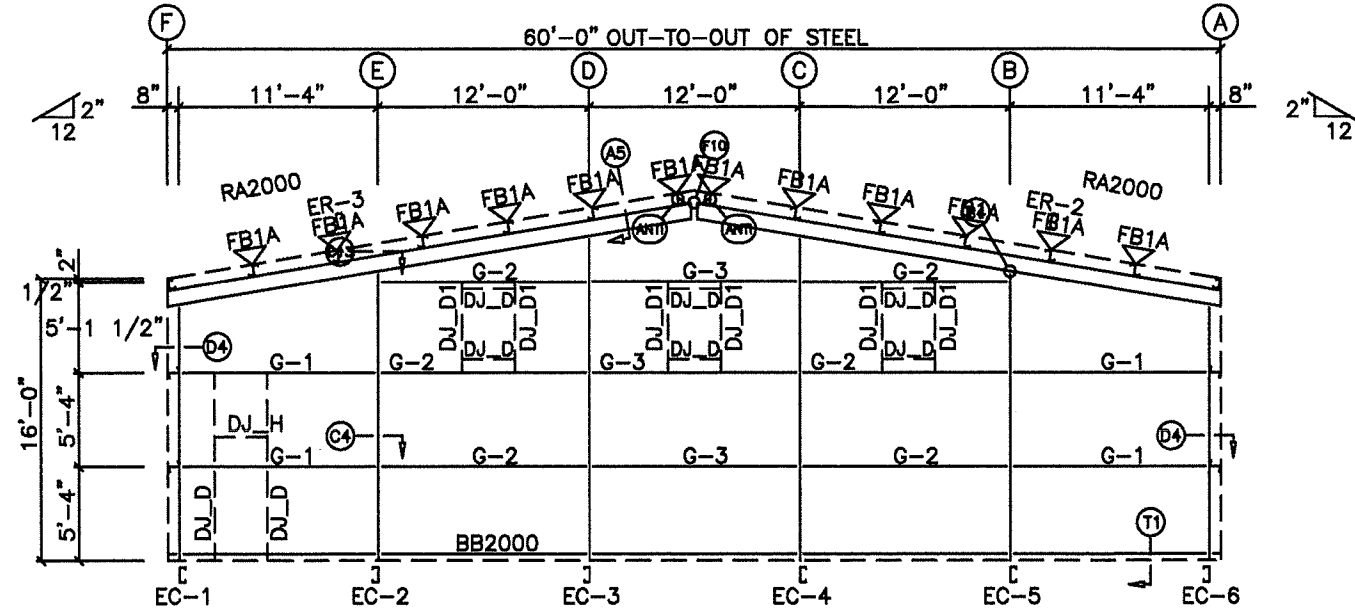 F
A
60'-0" OUT-TO-OUT OF STEEL
E
D
C
B
8"
11'-4"
12'-0"
12'-0"
12'-0"
11'-4"
8"
2"
12
2"
12
A5
F10
RA2000
FB1A
FB1A
FB1A
RA2000
ER-3
FB1A
FB1A
ER-2
FB1A
FB1A
FB1A
ANTI
ANTI
FB1A
FB1A
FB1A
2"
1/2"
G-2
G-3
G-2
DJ_D1
DJ_D
DJ_D1
DJ_D1
DJ_D
DJ_D1
DJ_D1
DJ_D
DJ_D1
5'-1 1/2"
D4
DJ_D
DJ_D
DJ_D
G-1
G-2
G-3
G-2
G-1
16'-0"
5'-4"
DJ_H
C4
D4
G-1
G-2
G-3
G-2
G-1
5'-4"
DJ_D
DJ_D
T1
BB2000
EC-1
EC-2
EC-3
EC-4
EC-5
EC-6